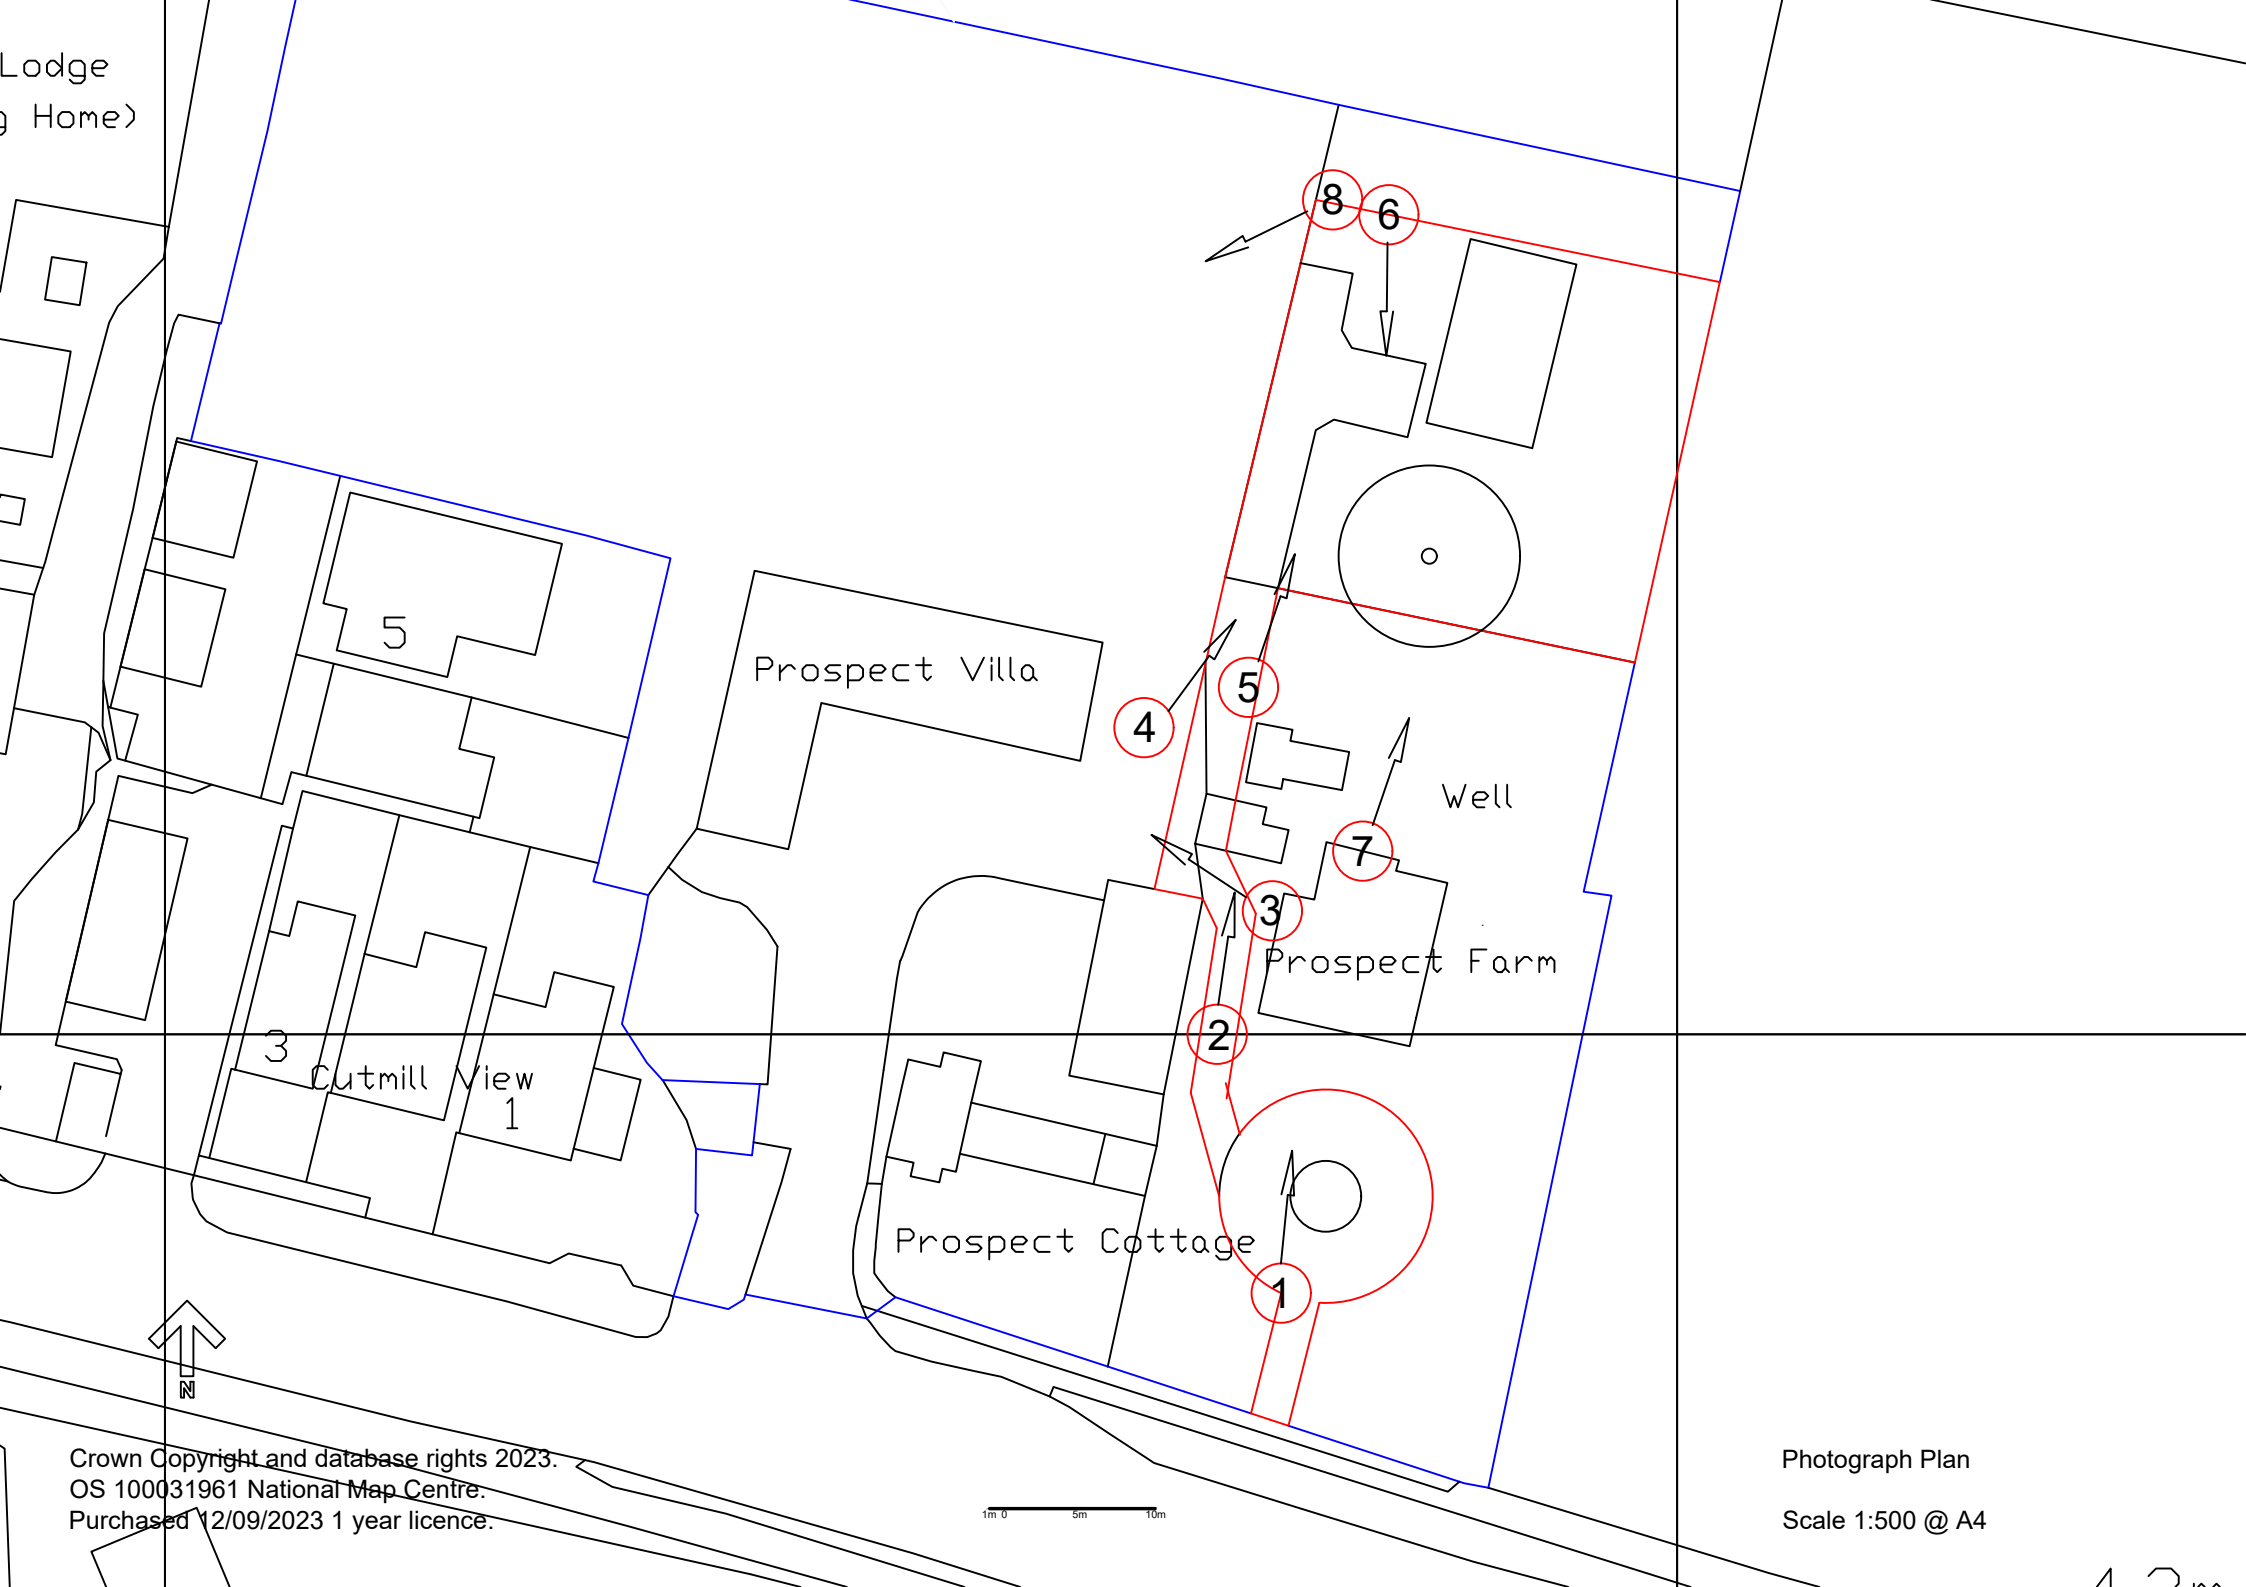 Lodge
g Home)
8
6
5
Prospect Villa
5
4
Well
7
3
Prospect Farm
2
3
Cutmill View
1
Prospect Cottage
1
N
Crown Copyright and database rights 2023.
OS 100031961 National Map Centre.
Purchased 12/09/2023 1 year licence.
1m 0 5m 10m
Photograph Plan
Scale 1:500 @ A4